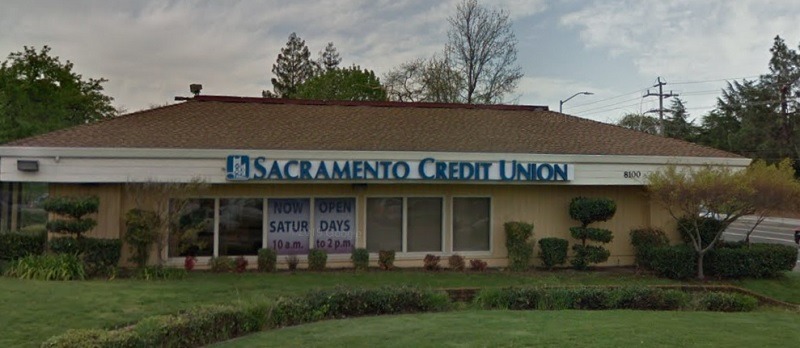 SACRAMENTO CREDIT UNION
8100
NOW OPEN
SATUR DAYS
10 a.m. to 2 p.m.